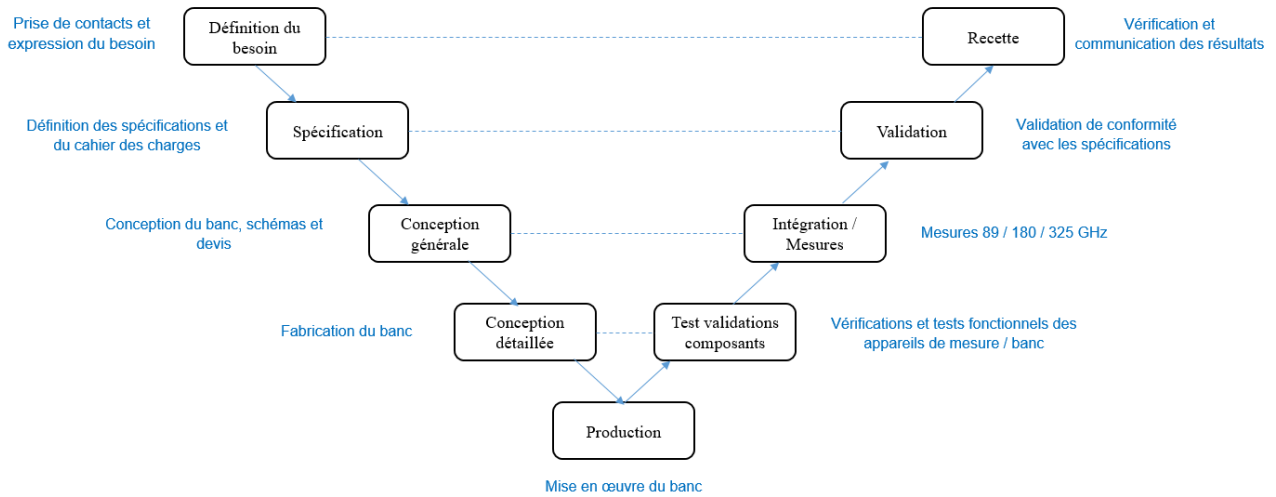 Prise de contacts et
expression du besoin
Définition du
besoin
Recette
Vérification et
communication des résultats
Définition des spécifications et
du cahier des charges
Spécification
Validation
Validation de conformité
avec les spécifications
Conception du banc, schémas et
devis
Conception
générale
Intégration /
Mesures
Mesures 89 / 180 / 325 GHz
Fabrication du banc
Conception
détaillée
Test validations
composants
Vérifications et tests fonctionnels des
appareils de mesure / banc
Production
Mise en œuvre du banc